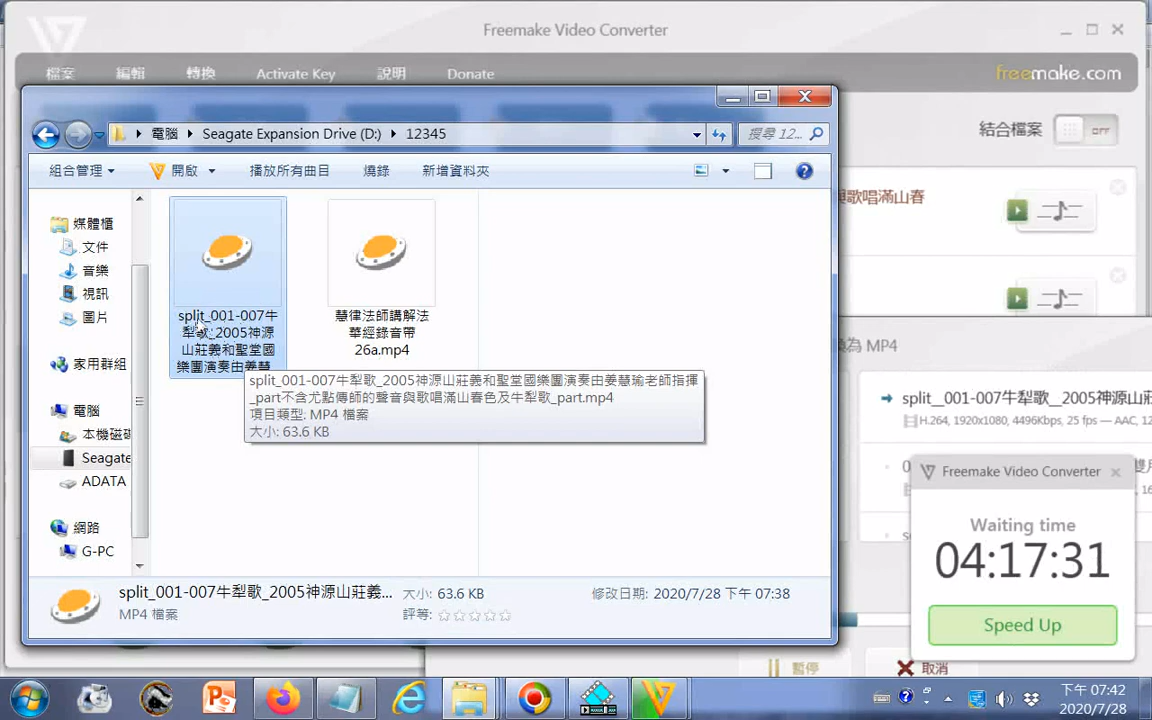 Freemake Video Converter
檔案 編輯 轉換 Activate Key 說明 Donate
freemake.com
電腦 Seagate Expansion Drive (D:) 12345
搜尋 12...
結合檔案
OFF
組合管理 開啟 播放所有曲目 燒錄 新增資料夾
與歌唱滿山春
媒體櫃
文件
音樂
視訊
圖片
家用群組
電腦
本機磁碟
Seagate
ADATA
網路
G-PC
split_001-007牛
犁歌_2005神源
山莊義和聖堂國
樂團演奏由姜慧
慧律法師講解法
華經錄音帶
26a.mp4
split_001-007牛犁歌_2005神源山莊義和聖堂國樂團演奏由姜慧瑜老師指揮
_part不含尤點傳師的聲音與歌唱滿山春色及牛犁歌_part.mp4
項目類型: MP4 檔案
大小: 63.6 KB
換為 MP4
split__001-007牛犁歌__2005神源山
H.264, 1920x1080, 4496Kbps, 25 fps — AAC, 12
Freemake Video Converter
Waiting time
04:17:31
Speed Up
split_001-007牛犁歌_2005神源山莊義...
MP4 檔案
大小: 63.6 KB
評等:
修改日期: 2020/7/28 下午 07:38
暫停
取消
下午 07:42
2020/7/28